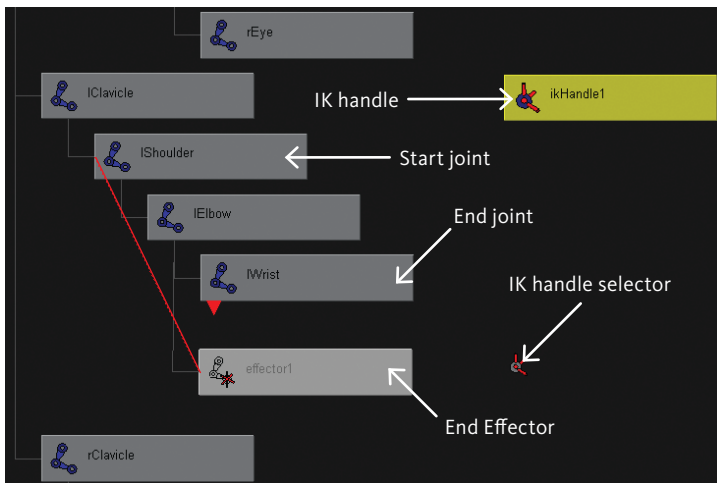 rEye
lClavicle
IK handle
ikHandle1
lShoulder
Start joint
lElbow
End joint
lWrist
IK handle selector
effector1
End Effector
rClavicle